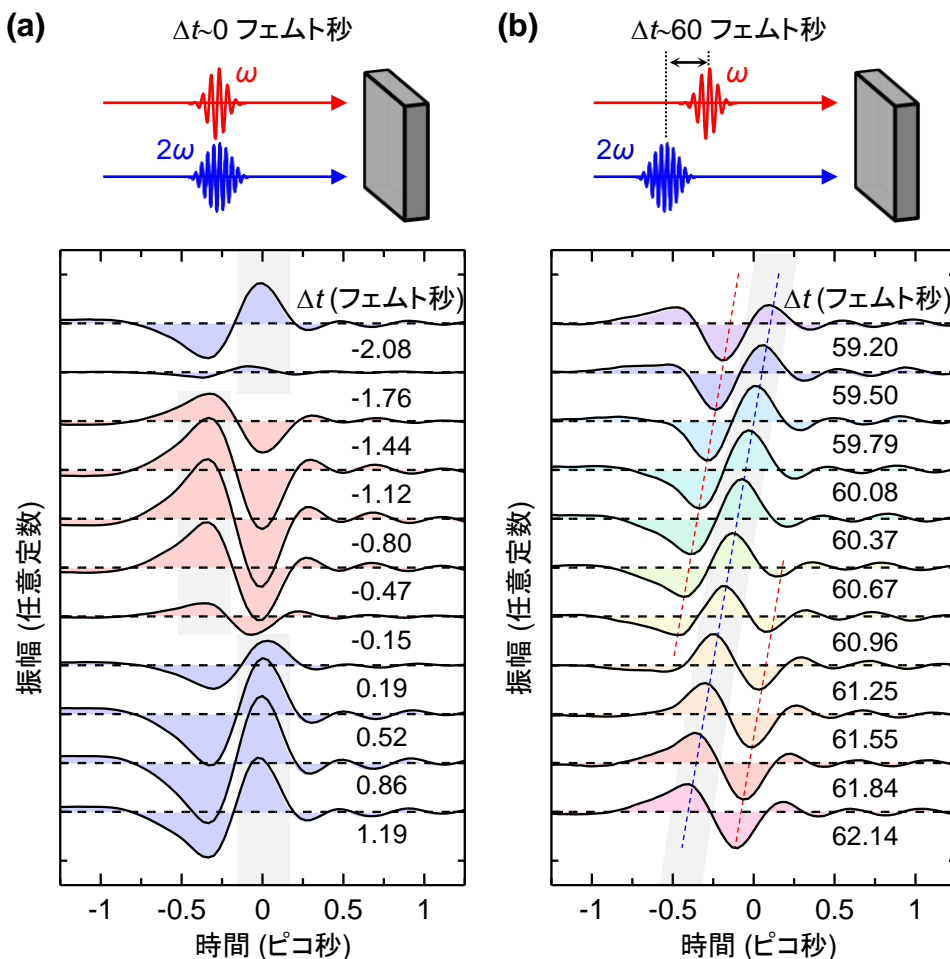 (a)
Δt~0 フェムト秒
ω
2ω
Δt (フェムト秒)
-2.08
-1.76
-1.44
-1.12
-0.80
-0.47
-0.15
0.19
0.52
0.86
1.19
振幅 (任意定数)
-1 -0.5 0 0.5 1
時間 (ピコ秒)
(b)
Δt~60 フェムト秒
ω
2ω
Δt (フェムト秒)
59.20
59.50
59.79
60.08
60.37
60.67
60.96
61.25
61.55
61.84
62.14
振幅 (任意定数)
-1 -0.5 0 0.5 1
時間 (ピコ秒)